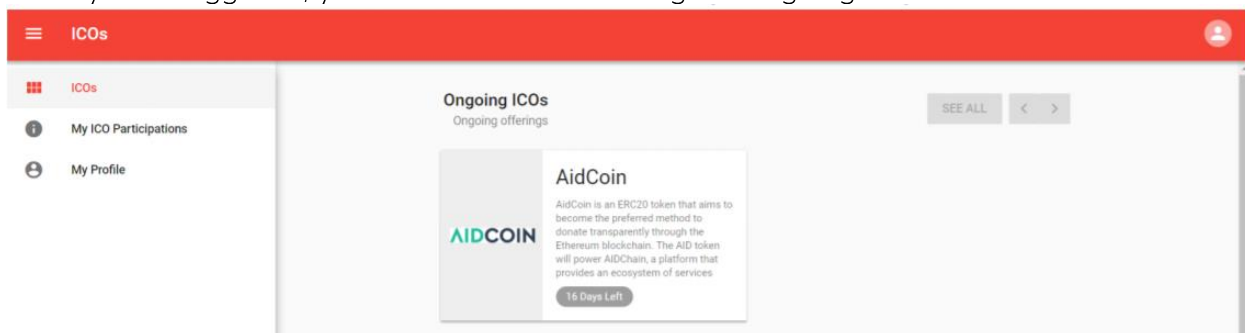 ICOs
ICOs
My ICO Participations
My Profile
Ongoing ICOs
Ongoing offerings
SEE ALL
AidCoin
AidCoin is an ERC20 token that aims to
become the preferred method to
donate transparently through the
Ethereum blockchain. The AID token
will power AIDChain, a platform that
provides an ecosystem of services
AIDCOIN
16 Days Left